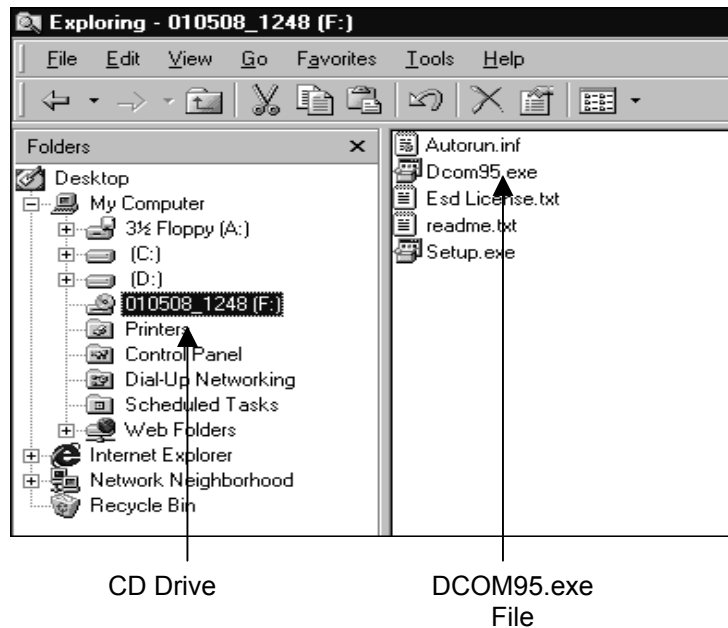 Exploring - 010508_1248 (F:)
File Edit View Go Favorites Tools Help
Folders
Desktop
My Computer
3½ Floppy (A:)
(C:)
(D:)
010508_1248 (F:)
Printers
Control Panel
Dial-Up Networking
Scheduled Tasks
Web Folders
Internet Explorer
Network Neighborhood
Recycle Bin
Autorun.inf
Dcom95.exe
Esd License.txt
readme.txt
Setup.exe
CD Drive
DCOM95.exe
File